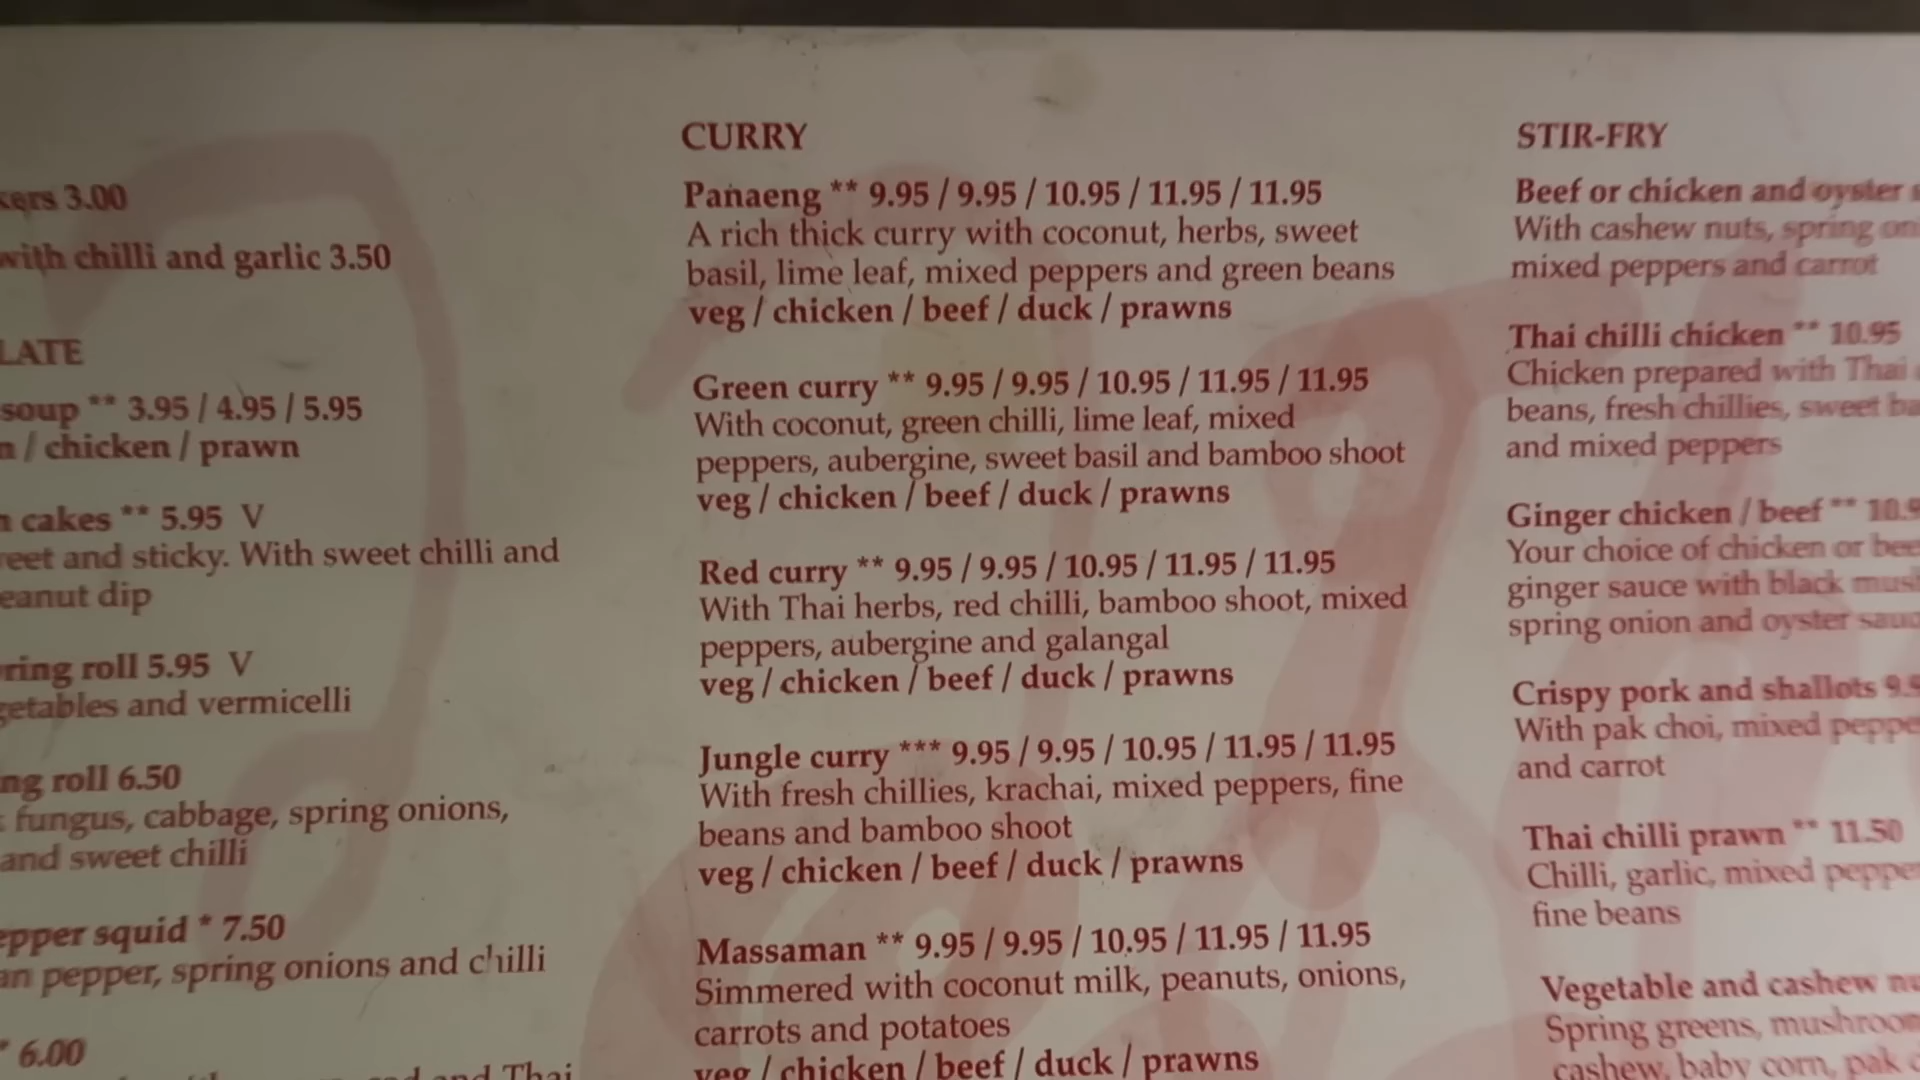 3.00
with chilli and garlic 3.50
soup ** 3.95 / 4.95 / 5.95
/ chicken / prawn
cakes ** 5.95 V
and sticky. With sweet chilli and
dip
roll 5.95 V
and vermicelli
roll 6.50
fungus, cabbage, spring onions,
and sweet chilli
squid * 7.50
pepper, spring onions and chilli
* 6.00
and Thai
CURRY
Panaeng ** 9.95 / 9.95 / 10.95 / 11.95 / 11.95
A rich thick curry with coconut, herbs, sweet
basil, lime leaf, mixed peppers and green beans
veg / chicken / beef / duck / prawns
Green curry ** 9.95 / 9.95 / 10.95 / 11.95 / 11.95
With coconut, green chilli, lime leaf, mixed
peppers, aubergine, sweet basil and bamboo shoot
veg / chicken / beef / duck / prawns
Red curry ** 9.95 / 9.95 / 10.95 / 11.95 / 11.95
With Thai herbs, red chilli, bamboo shoot, mixed
peppers, aubergine and galangal
veg / chicken / beef / duck / prawns
Jungle curry *** 9.95 / 9.95 / 10.95 / 11.95 / 11.95
With fresh chillies, krachai, mixed peppers, fine
beans and bamboo shoot
veg / chicken / beef / duck / prawns
Massaman ** 9.95 / 9.95 / 10.95 / 11.95 / 11.95
Simmered with coconut milk, peanuts, onions,
carrots and potatoes
veg / chicken / beef / duck / prawns
STIR-FRY
Beef or chicken and oyster
With cashew nuts, spring
mixed peppers and carrot
Thai chilli chicken ** 10.95
Chicken prepared with Thai
beans, fresh chillies, sweet
and mixed peppers
Ginger chicken / beef **
Your choice of chicken or
ginger sauce with black
spring onion and oyster
Crispy pork and shallots
With pak choi, mixed
and carrot
Thai chilli prawn ** 11.50
Chilli, garlic, mixed
fine beans
Vegetable and cashew
Spring greens,
cashew, baby corn, pak